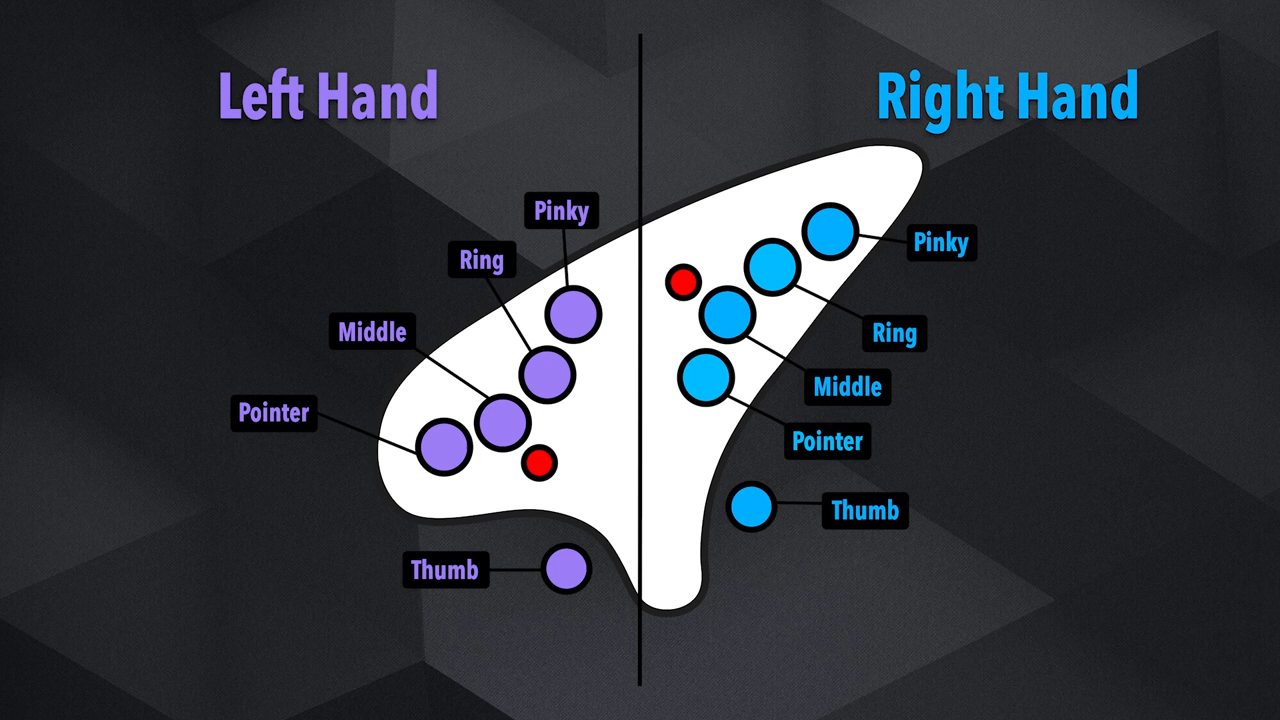 Left Hand
Right Hand
Pinky
Ring
Middle
Pointer
Thumb
Pinky
Ring
Middle
Pointer
Thumb